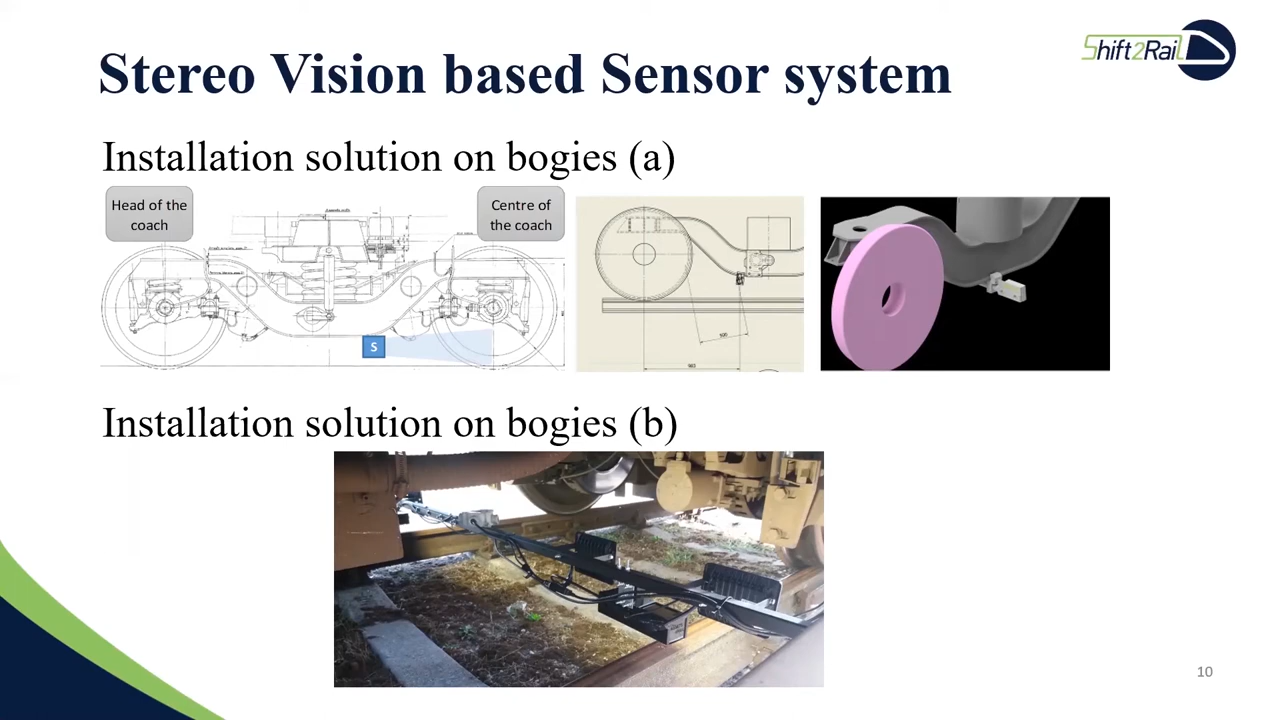 Shift2Rail
Stereo Vision based Sensor system
Installation solution on bogies (a)
Head of the
coach
Centre of
the coach
S
Installation solution on bogies (b)
10